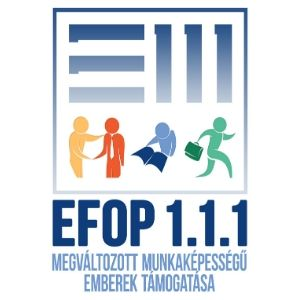 EFOP 1.1.1
MEGVÁLTOZOTT MUNKAKÉPESSÉGŰ
EMBEREK TÁMOGATÁSA